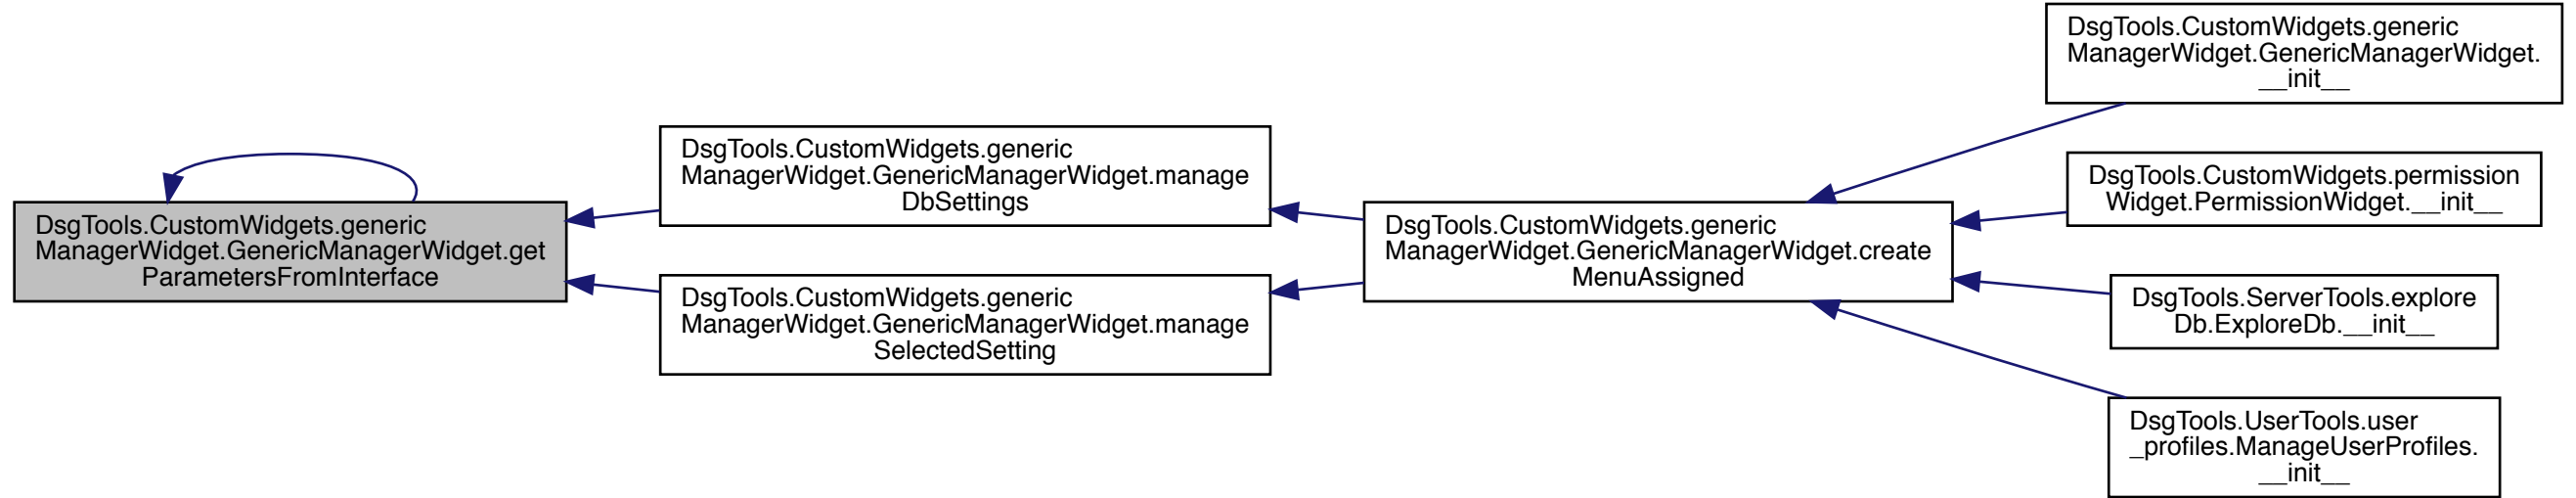 DsgTools.CustomWidgets.generic
ManagerWidget.GenericManagerWidget.get
ParametersFromInterface
DsgTools.CustomWidgets.generic
ManagerWidget.GenericManagerWidget.manage
DbSettings
DsgTools.CustomWidgets.generic
ManagerWidget.GenericManagerWidget.manage
SelectedSetting
DsgTools.CustomWidgets.generic
ManagerWidget.GenericManagerWidget.create
MenuAssigned
DsgTools.CustomWidgets.generic
ManagerWidget.GenericManagerWidget.
__init__
DsgTools.CustomWidgets.permission
Widget.PermissionWidget.__init__
DsgTools.ServerTools.explore
Db.ExploreDb.__init__
DsgTools.UserTools.user
_profiles.ManageUserProfiles.
__init__